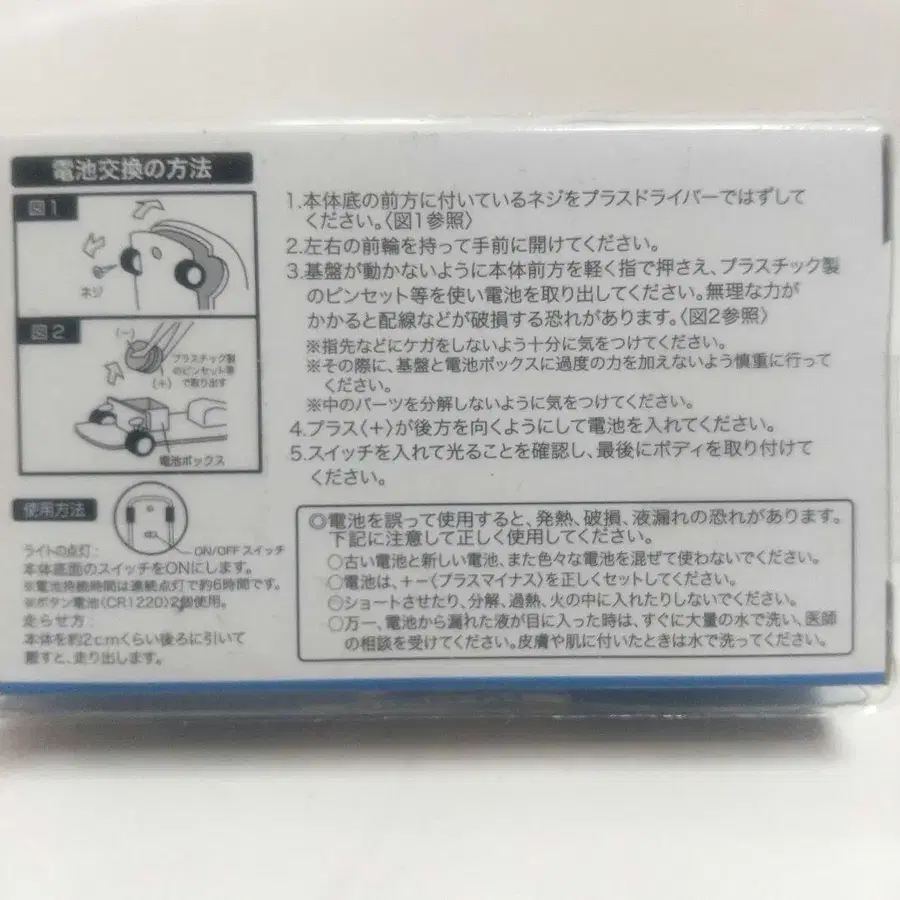 電池交換の方法
図1
ネジ
図2
(−)
プラスチック製
のピンセット等
で取り出す
(+)
電池ボックス
使用方法
ON/OFF スイッチ
ライトの点灯:
本体底面のスイッチをONにします。
※電池持続時間は連続点灯で約6時間です。
※ボタン電池(CR1220)2個使用。
走らせ方:
本体を約2cmくらい後ろに引いて
離すと、走り出します。
1.本体底の前方に付いているネジをプラスドライバーではずして
ください。〈図1参照〉
2.左右の前輪を持って手前に開けてください。
3.基盤が動かないように本体前方を軽く指で押さえ、プラスチック製
のピンセット等を使い電池を取り出してください。無理な力が
かかると配線などが破損する恐れがあります。〈図2参照〉
※指先などにケガをしないよう十分に気をつけてください。
※その際に、基盤と電池ボックスに過度の力を加えないよう慎重に行って
ください。
※中のパーツを分解しないように気をつけてください。
4.プラス〈+〉が後方を向くようにして電池を入れてください。
5.スイッチを入れて光ることを確認し、最後にボディを取り付けて
ください。
◎電池を誤って使用すると、発熱、破損、液漏れの恐れがあります。
下記に注意して正しく使用してください。
○古い電池と新しい電池、また色々な電池を混ぜて使わないでください。
○電池は、+−〈プラスマイナス〉を正しくセットしてください。
○ショートさせたり、分解、過熱、火の中に入れたりしないでください。
○万一、電池から漏れた液が目に入った時は、すぐに大量の水で洗い、医師
の相談を受けてください。皮膚や肌に付いたときは水で洗ってください。